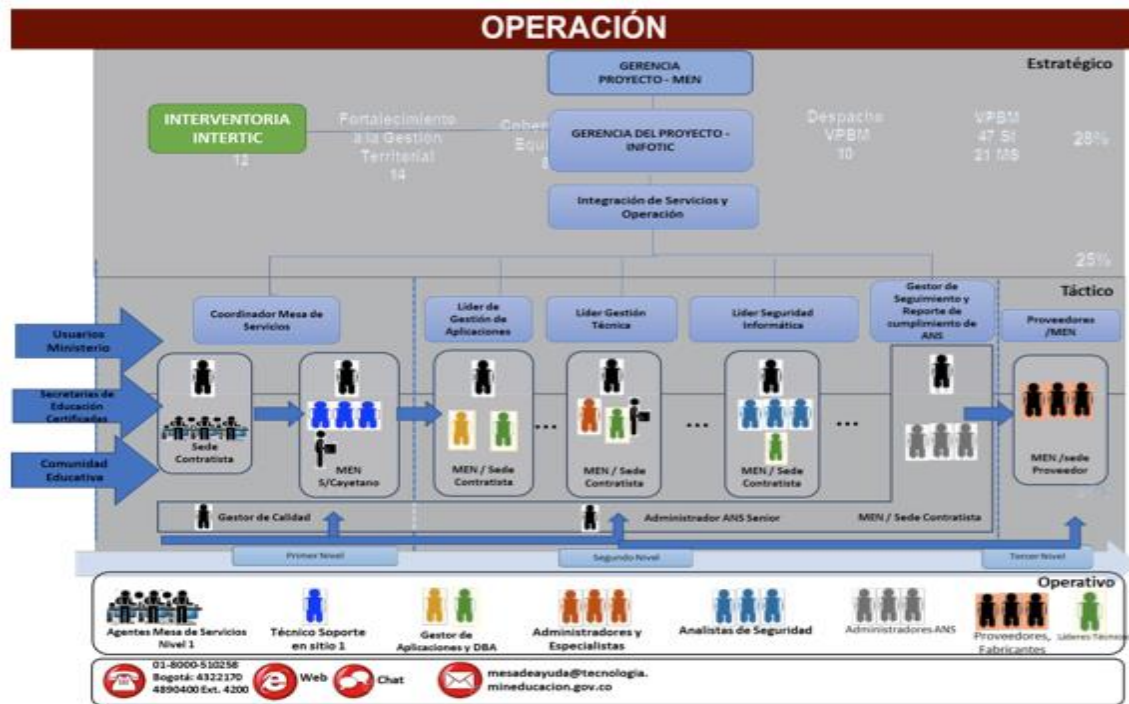 OPERACIÓN
Estratégico
GERENCIA
PROYECTO - MEN
INTERVENTORIA
INTERTIC
12
Fortalecimiento
a la Gestión
Territorial
14
GERENCIA DEL PROYECTO -
INFOTIC
Despacho
VPBM
10
VPBM
47 St
21 MS
28%
Integración de Servicios y
Operación
25%
Táctico
Coordinador Mesa de
Servicios
Lider de
Gestión de
Aplicaciones
Lider Gestión
Técnica
Lider Seguridad
Informática
Gestor de
Seguimiento y
Reporte de
cumplimiento de
ANS
Proveedores
/MEN
Usuarios
Ministerio
Secretarias de
Educación
Certificadas
Comunidad
Educativa
Sede
Contratista
MEN
S/Cayetano
MEN / Sede
Contratista
...
MEN / Sede
Contratista
...
MEN / Sede
Contratista
...
MEN /sede
Proveedor
Gestor de Calidad
Administrador ANS Senior
MEN / Sede Contratista
Primer Nivel
Segundo Nivel
Tercer Nivel
Operativo
Agentes Mesa de Servicios
Nivel 1
Técnico Soporte
en sitio 1
Gestor de
Aplicaciones y DBA
Administradores y
Especialistas
Analistas de Seguridad
Administradores ANS
Proveedores,
Fabricantes
Lideres Técnicos
01-8000-510258
Bogotá: 4322170
4890400 Ext. 4200
Web
Chat
mesadeayuda@tecnologia.
mineducacion.gov.co